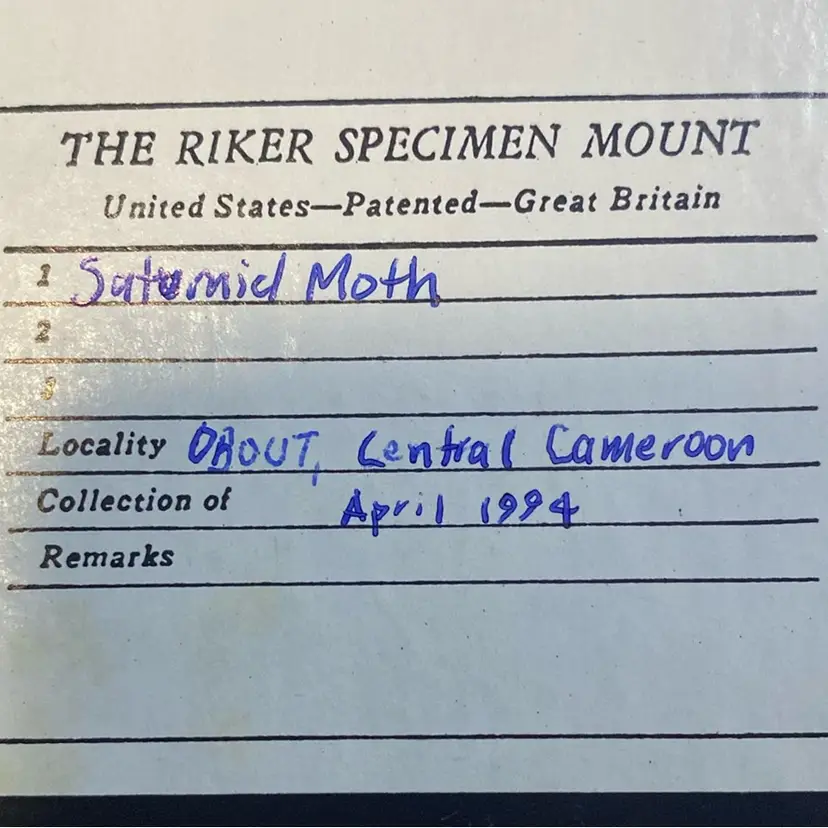 THE RIKER SPECIMEN MOUNT
United States—Patented—Great Britain
1 Saturnid Moth
2
3
Locality OBOUT, Central Cameroon
Collection of April 1994
Remarks